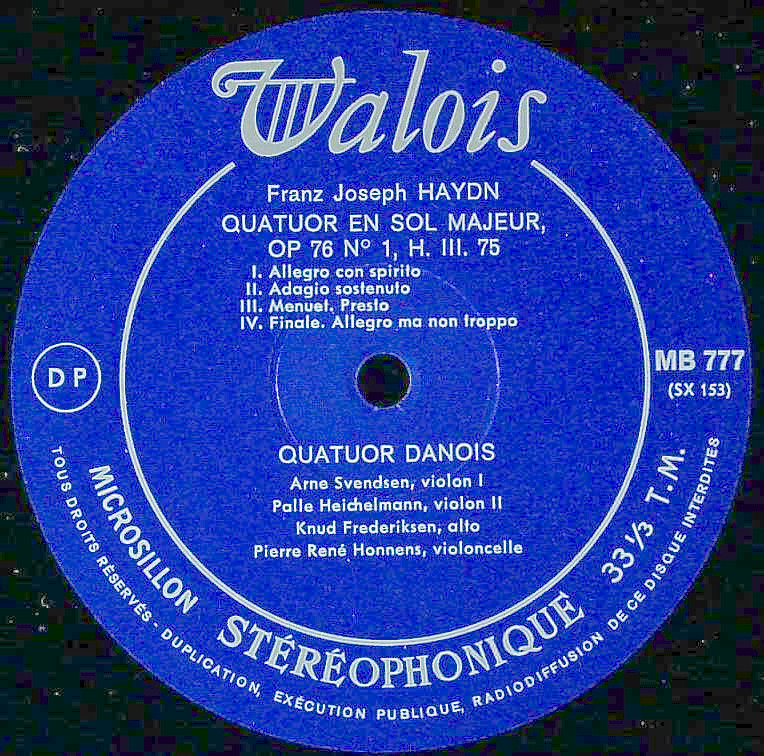 Valois
Franz Joseph HAYDN
QUATUOR EN SOL MAJEUR,
OP 76 Nº 1, H. III. 75
I. Allegro con spirito
II. Adagio sostenuto
III. Menuet. Presto
IV. Finale. Allegro ma non troppo
D P
MB 777
(SX 153)
QUATUOR DANOIS
Arne Svendsen, violon I
Palle Heichelmann, violon II
Knud Frederiksen, alto
Pierre René Honnens, violoncelle
MICROSILLON STÉRÉOPHONIQUE 33 ⅓ T. M.
TOUS DROITS RÉSERVÉS - DUPLICATION, EXÉCUTION PUBLIQUE, RADIODIFFUSION DE CE DISQUE INTERDITES